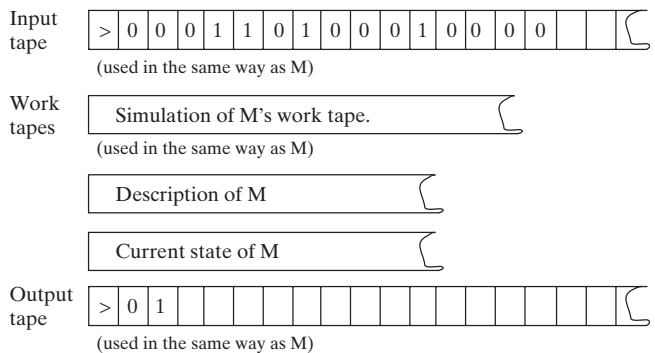 Input tape
> 0 0 0 1 1 0 1 0 0 0 1 0 0 0 0
(used in the same way as M)
Work tapes
Simulation of M's work tape.
(used in the same way as M)
Description of M
Current state of M
Output tape
> 0 1
(used in the same way as M)